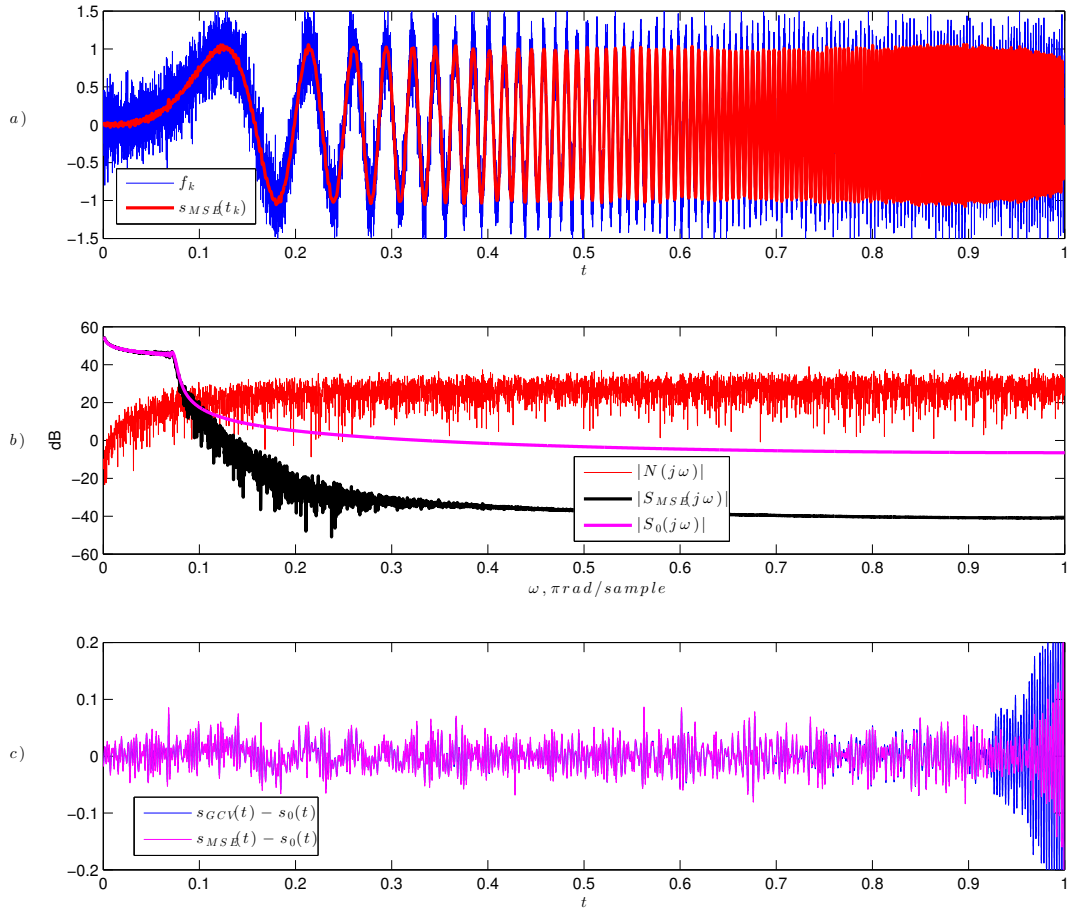 a)
1.5
1
0.5
0
−0.5
−1
−1.5
f_k
s_MSE(t_k)
0 0.1 0.2 0.3 0.4 0.5 0.6 0.7 0.8 0.9 1
t
b)
dB
60
40
20
0
−20
−40
−60
|N(jω)|
|S_MSE(jω)|
|S_0(jω)|
0 0.1 0.2 0.3 0.4 0.5 0.6 0.7 0.8 0.9 1
ω, πrad/sample
c)
0.2
0.1
0
−0.1
−0.2
s_GCV(t) − s_0(t)
s_MSE(t) − s_0(t)
0 0.1 0.2 0.3 0.4 0.5 0.6 0.7 0.8 0.9 1
t